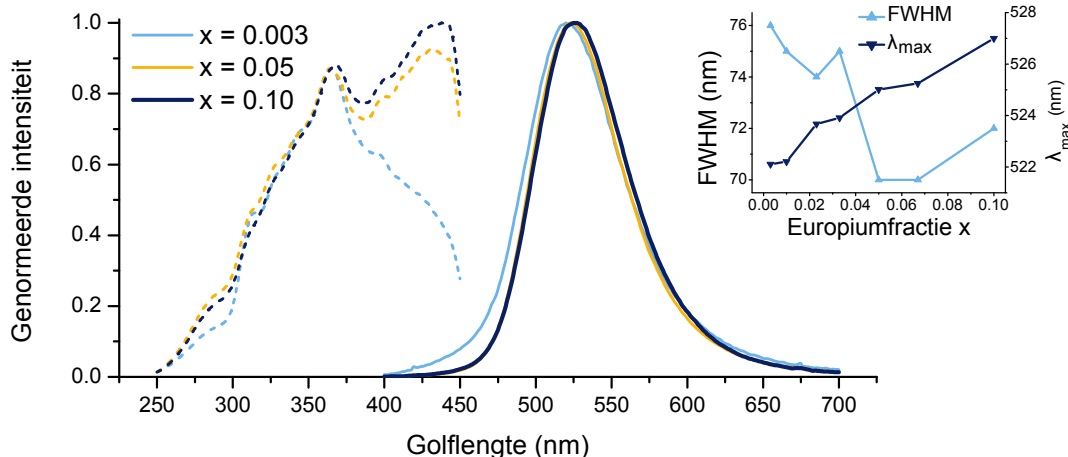 Genormeerde intensiteit
1.0
0.8
0.6
0.4
0.2
0.0
x = 0.003
x = 0.05
x = 0.10
250 300 350 400 450 500 550 600 650 700
Golflengte (nm)
FWHM (nm)
76
74
72
70
FWHM
λmax
528
526
524
522
λmax (nm)
0.00 0.02 0.04 0.06 0.08 0.10
Europiumfractie x